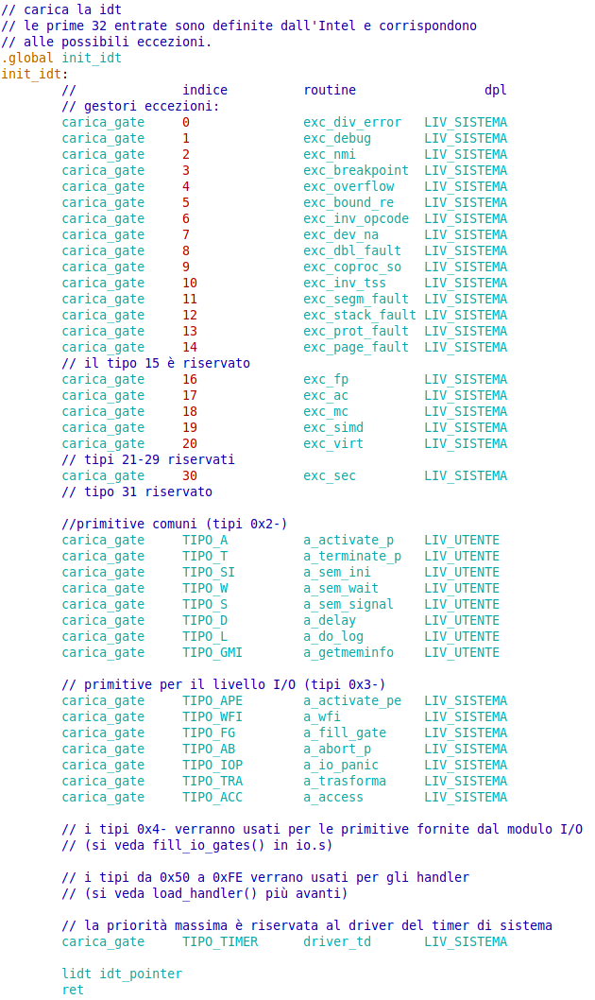 // carica la idt
// le prime 32 entrate sono definite dall'Intel e corrispondono
// alle possibili eccezioni.
.global init_idt
init_idt:
        //              indice          routine                 dpl
        // gestori eccezioni:
        carica_gate     0               exc_div_error   LIV_SISTEMA
        carica_gate     1               exc_debug       LIV_SISTEMA
        carica_gate     2               exc_nmi         LIV_SISTEMA
        carica_gate     3               exc_breakpoint  LIV_SISTEMA
        carica_gate     4               exc_overflow    LIV_SISTEMA
        carica_gate     5               exc_bound_re    LIV_SISTEMA
        carica_gate     6               exc_inv_opcode  LIV_SISTEMA
        carica_gate     7               exc_dev_na      LIV_SISTEMA
        carica_gate     8               exc_dbl_fault   LIV_SISTEMA
        carica_gate     9               exc_coproc_so   LIV_SISTEMA
        carica_gate     10              exc_inv_tss     LIV_SISTEMA
        carica_gate     11              exc_segm_fault  LIV_SISTEMA
        carica_gate     12              exc_stack_fault LIV_SISTEMA
        carica_gate     13              exc_prot_fault  LIV_SISTEMA
        carica_gate     14              exc_page_fault  LIV_SISTEMA
        // il tipo 15 è riservato
        carica_gate     16              exc_fp          LIV_SISTEMA
        carica_gate     17              exc_ac          LIV_SISTEMA
        carica_gate     18              exc_mc          LIV_SISTEMA
        carica_gate     19              exc_simd        LIV_SISTEMA
        carica_gate     20              exc_virt        LIV_SISTEMA
        // tipi 21-29 riservati
        carica_gate     30              exc_sec         LIV_SISTEMA
        // tipo 31 riservato

        //primitive comuni (tipi 0x2-)
        carica_gate     TIPO_A          a_activate_p    LIV_UTENTE
        carica_gate     TIPO_T          a_terminate_p   LIV_UTENTE
        carica_gate     TIPO_SI         a_sem_ini       LIV_UTENTE
        carica_gate     TIPO_W          a_sem_wait      LIV_UTENTE
        carica_gate     TIPO_S          a_sem_signal    LIV_UTENTE
        carica_gate     TIPO_D          a_delay         LIV_UTENTE
        carica_gate     TIPO_L          a_do_log        LIV_UTENTE
        carica_gate     TIPO_GMI        a_getmeminfo    LIV_UTENTE

        // primitive per il livello I/O (tipi 0x3-)
        carica_gate     TIPO_APE        a_activate_pe   LIV_SISTEMA
        carica_gate     TIPO_WFI        a_wfi           LIV_SISTEMA
        carica_gate     TIPO_FG         a_fill_gate     LIV_SISTEMA
        carica_gate     TIPO_AB         a_abort_p       LIV_SISTEMA
        carica_gate     TIPO_IOP        a_io_panic      LIV_SISTEMA
        carica_gate     TIPO_TRA        a_trasforma     LIV_SISTEMA
        carica_gate     TIPO_ACC        a_access        LIV_SISTEMA

        // i tipi 0x4- verranno usati per le primitive fornite dal modulo I/O
        // (si veda fill_io_gates() in io.s)

        // i tipi da 0x50 a 0xFE verrano usati per gli handler
        // (si veda load_handler() più avanti)

        // la priorità massima è riservata al driver del timer di sistema
        carica_gate     TIPO_TIMER      driver_td       LIV_SISTEMA

        lidt idt_pointer
        ret